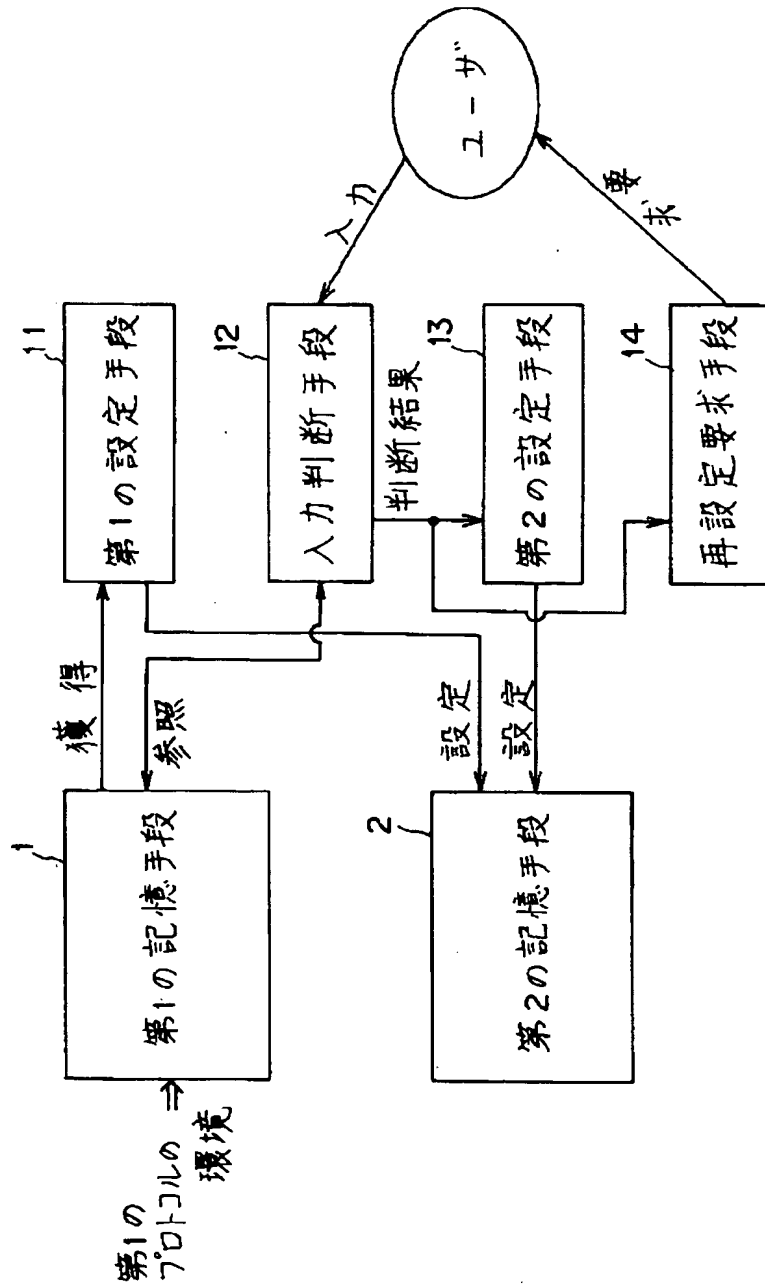 第1の
プロトコルの
環境
⇒
1
第1の記憶手段
2
第2の記憶手段
獲得
参照
設定
設定
11
第1の設定手段
12
入力判断手段
判断結果
13
第2の設定手段
14
再設定要求手段
入力
要求
ユーザ